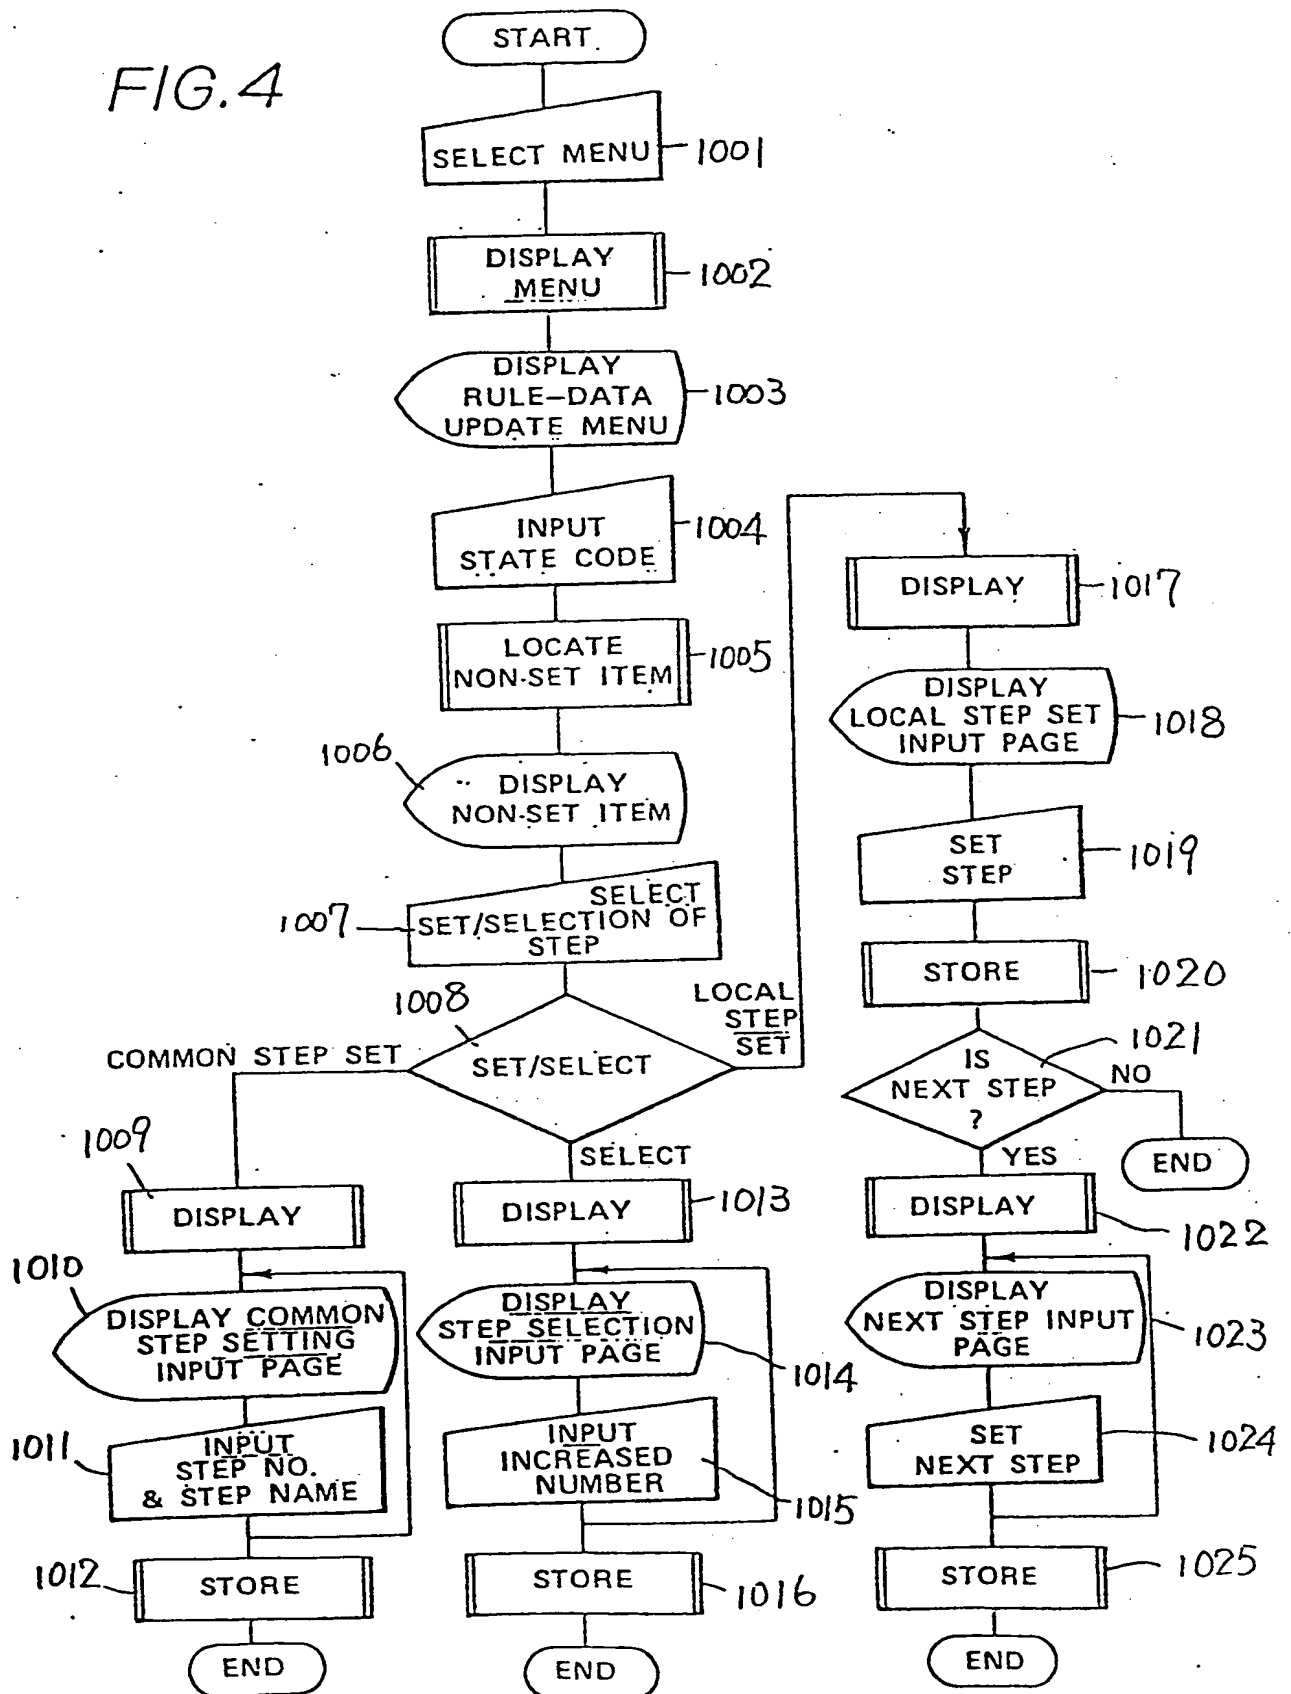 FIG.4
START
SELECT MENU
1001
DISPLAY
MENU
1002
DISPLAY
RULE-DATA
UPDATE MENU
1003
INPUT
STATE CODE
1004
LOCATE
NON-SET ITEM
1005
1006
DISPLAY
NON-SET ITEM
1007
SELECT
SET/SELECTION OF
STEP
1008
SET/SELECT
COMMON STEP SET
LOCAL
STEP
SET
SELECT
1009
DISPLAY
1010
DISPLAY COMMON
STEP SETTING
INPUT PAGE
1011
INPUT
STEP NO.
& STEP NAME
1012
STORE
END
DISPLAY
1013
DISPLAY
STEP SELECTION
INPUT PAGE
1014
INPUT
INCREASED
NUMBER
1015
STORE
1016
END
DISPLAY
1017
DISPLAY
LOCAL STEP SET
INPUT PAGE
1018
SET
STEP
1019
STORE
1020
IS
NEXT STEP
?
1021
NO
END
YES
DISPLAY
1022
DISPLAY
NEXT STEP INPUT
PAGE
1023
SET
NEXT STEP
1024
STORE
1025
END